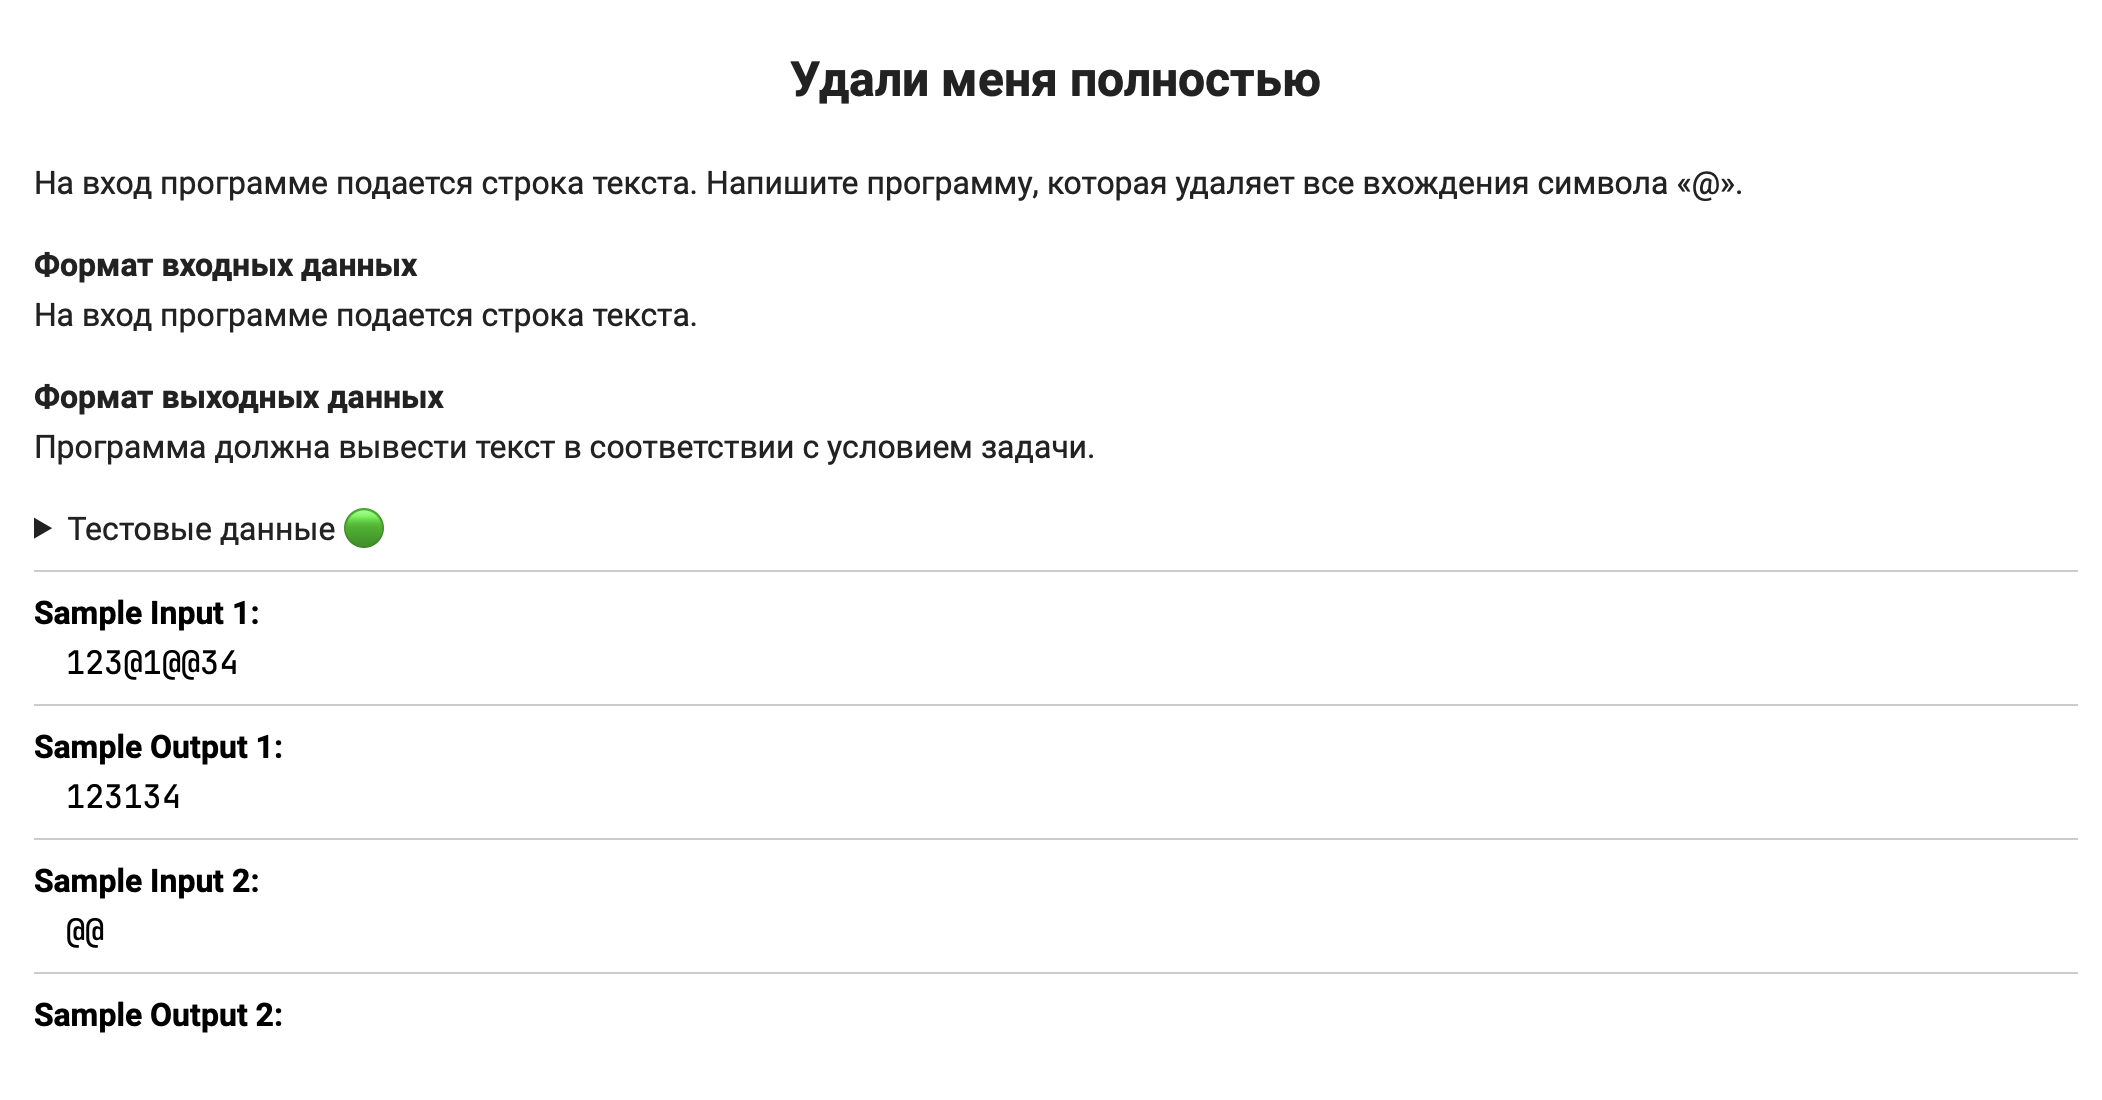 Удали меня полностью
На вход программе подается строка текста. Напишите программу, которая удаляет все вхождения символа «@».
Формат входных данных
На вход программе подается строка текста.
Формат выходных данных
Программа должна вывести текст в соответствии с условием задачи.
Тестовые данные
Sample Input 1:
123@1@@34
Sample Output 1:
123134
Sample Input 2:
@@
Sample Output 2: